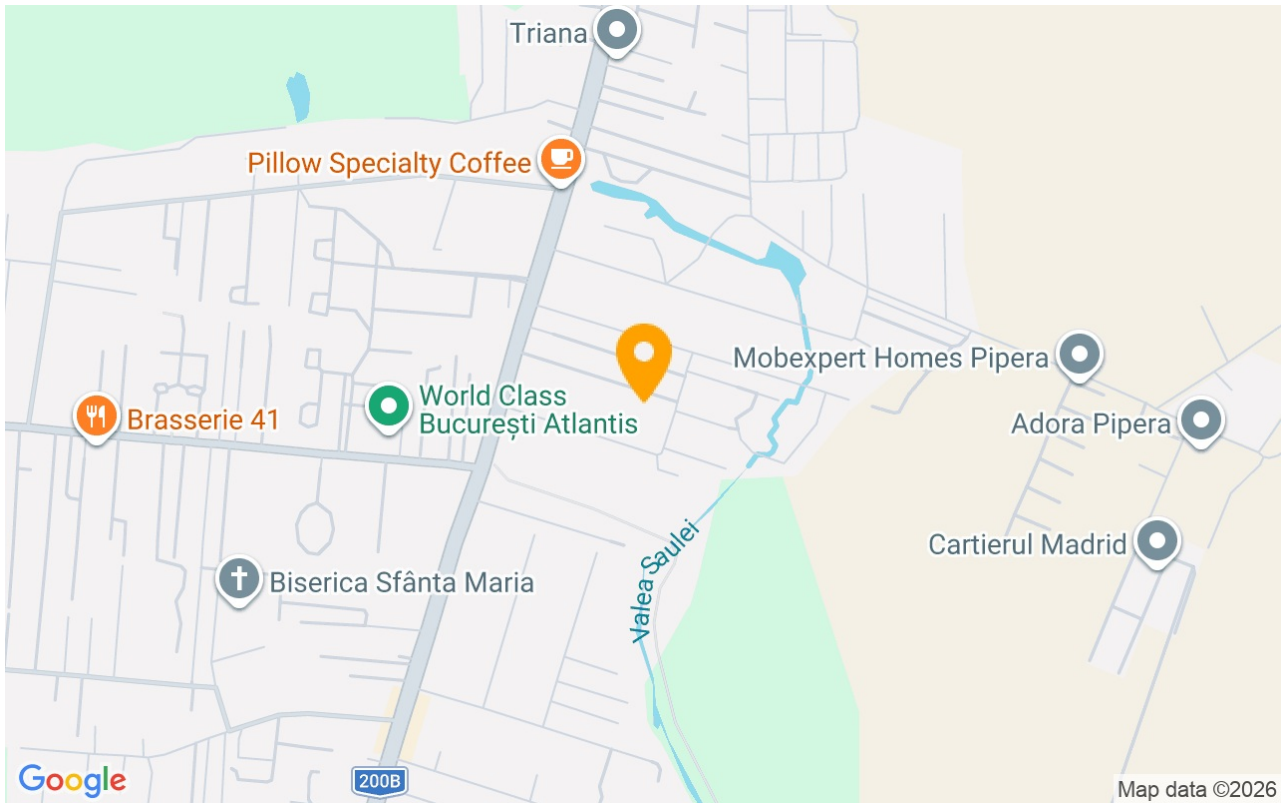 Triana
Pillow Specialty Coffee
Mobexpert Homes Pipera
World Class
București Atlantis
Brasserie 41
Adora Pipera
Valea Saulei
Cartierul Madrid
Biserica Sfânta Maria
Google
200B
Map data ©2026